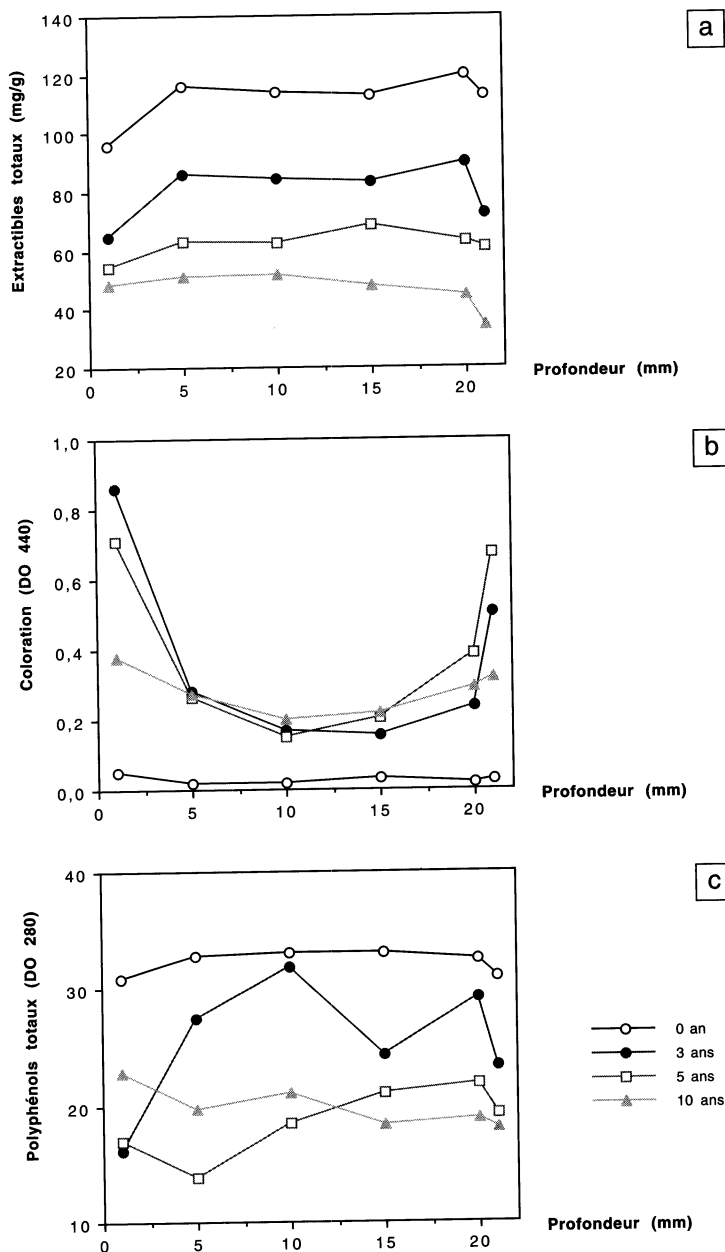 a
140
120
100
80
60
40
20
Extractibles totaux (mg/g)
0 5 10 15 20
Profondeur (mm)
b
1,0
0,8
0,6
0,4
0,2
0,0
Coloration (DO 440)
0 5 10 15 20
Profondeur (mm)
c
40
30
20
10
Polyphénols totaux (DO 280)
0 5 10 15 20
Profondeur (mm)
0 an
3 ans
5 ans
10 ans